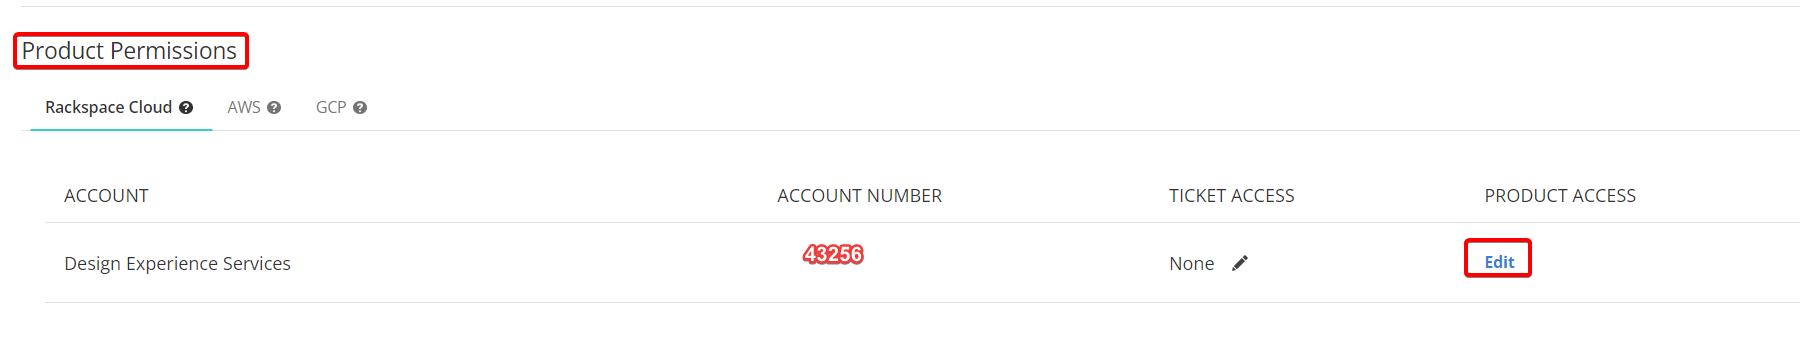 Product Permissions
Rackspace Cloud ? AWS ? GCP ?
ACCOUNT ACCOUNT NUMBER TICKET ACCESS PRODUCT ACCESS
Design Experience Services 43256 None Edit